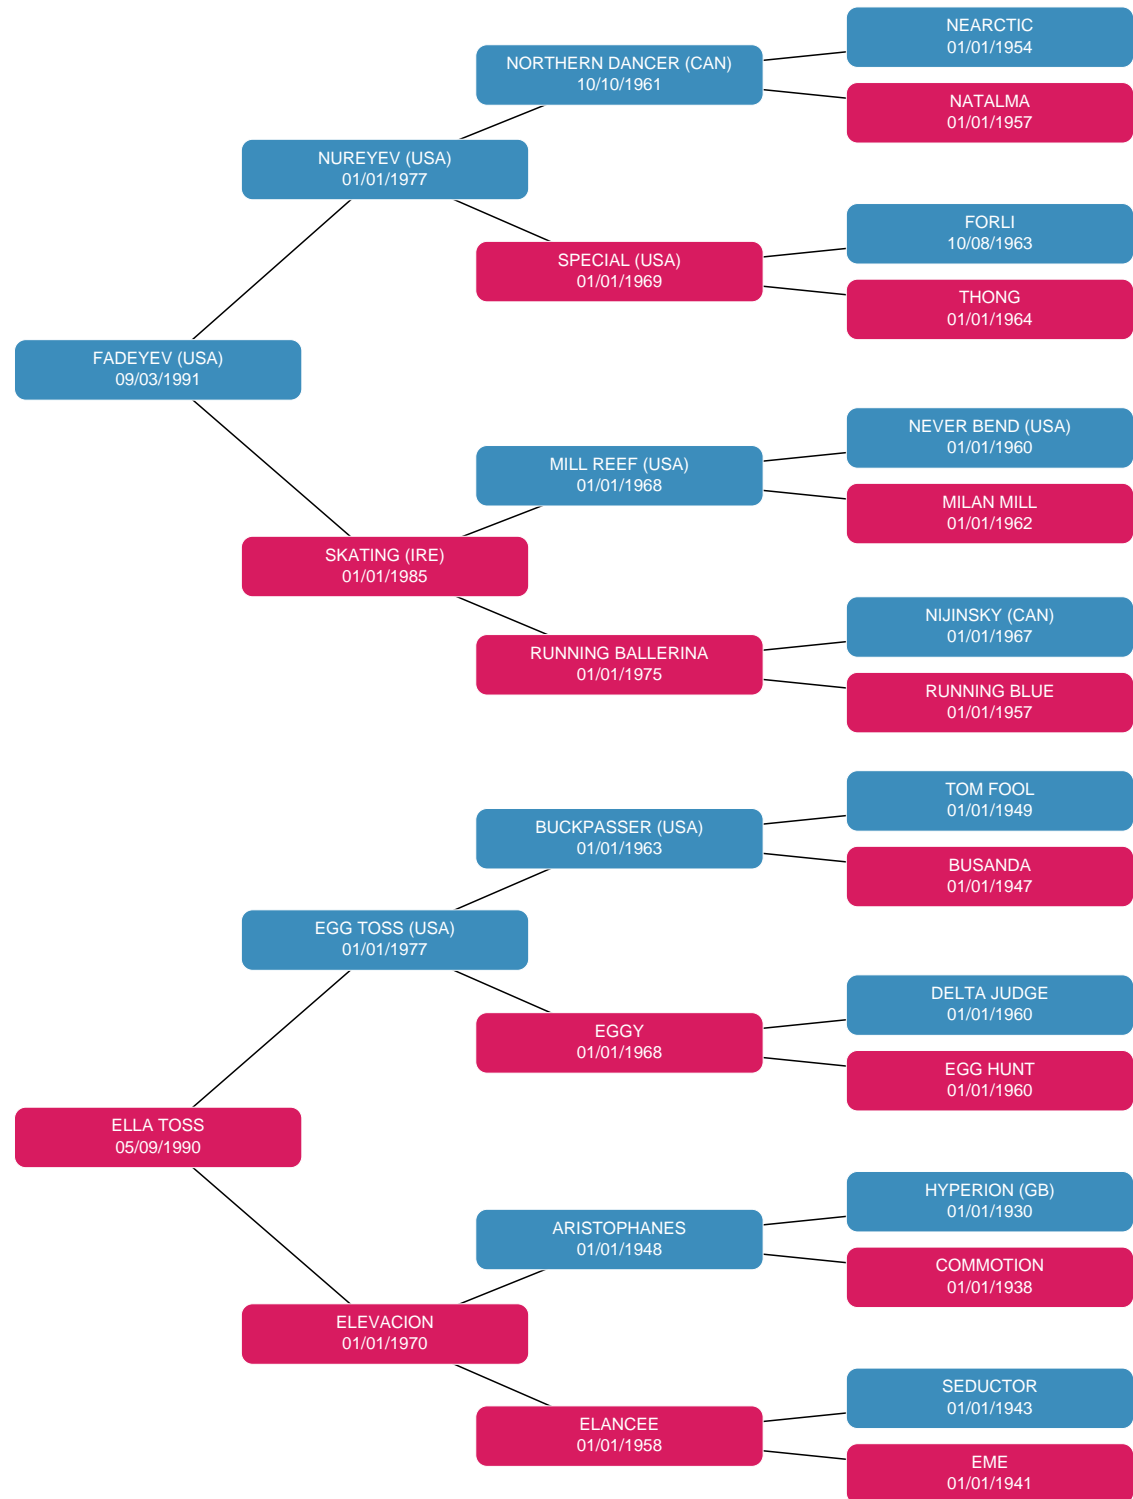 NEARCTIC
01/01/1954
NORTHERN DANCER (CAN)
10/10/1961
NATALMA
01/01/1957
NUREYEV (USA)
01/01/1977
FORLI
10/08/1963
SPECIAL (USA)
01/01/1969
THONG
01/01/1964
FADEYEV (USA)
09/03/1991
NEVER BEND (USA)
01/01/1960
MILL REEF (USA)
01/01/1968
MILAN MILL
01/01/1962
SKATING (IRE)
01/01/1985
NIJINSKY (CAN)
01/01/1967
RUNNING BALLERINA
01/01/1975
RUNNING BLUE
01/01/1957
TOM FOOL
01/01/1949
BUCKPASSER (USA)
01/01/1963
BUSANDA
01/01/1947
EGG TOSS (USA)
01/01/1977
DELTA JUDGE
01/01/1960
EGGY
01/01/1968
EGG HUNT
01/01/1960
ELLA TOSS
05/09/1990
HYPERION (GB)
01/01/1930
ARISTOPHANES
01/01/1948
COMMOTION
01/01/1938
ELEVACION
01/01/1970
SEDUCTOR
01/01/1943
ELANCEE
01/01/1958
EME
01/01/1941